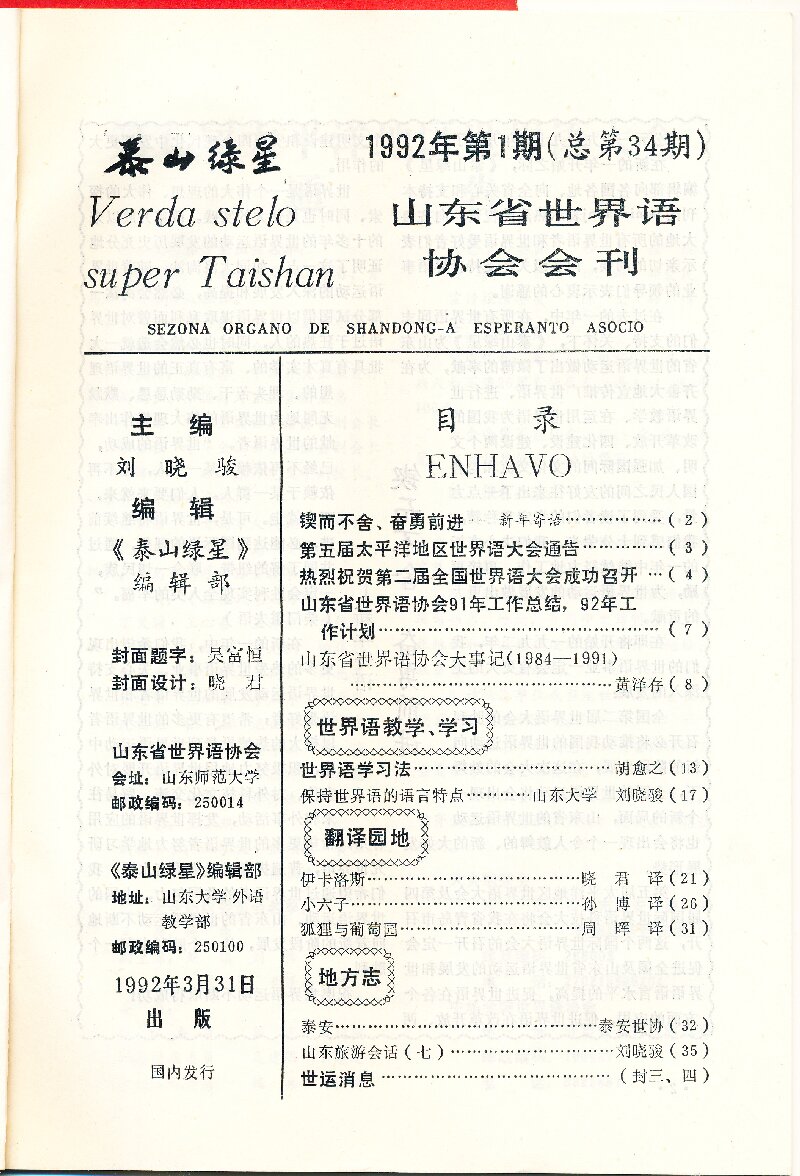 泰山绿星
1992年第1期(总第34期)
Verda stelo
super Taishan
山东省世界语
协会会刊
SEZONA ORGANO DE SHANDONG-A ESPERANTO ASOCIO
主编
刘晓骏
编辑
《泰山绿星》
编辑部
封面题字：吴富恒
封面设计：晓君
山东省世界语协会
会址：山东师范大学
邮政编码：250014
《泰山绿星》编辑部
地址：山东大学外语
教学部
邮政编码：250100
1992年3月31日
出版
国内发行
目录
ENHAVO
锲而不舍、奋勇前进 新年寄语……………(2)
第五届太平洋地区世界语大会通告…………(3)
热烈祝贺第二届全国世界语大会成功召开…(4)
山东省世界语协会91年工作总结，92年工
作计划……………………………………(7)
山东省世界语协会大事记(1984—1991)
……………………………………黄洋存(8)
世界语教学、学习
世界语学习法……………………………胡愈之(13)
保持世界语的语言特点………山东大学 刘晓骏(17)
翻译园地
伊卡洛斯……………………………晓君 译(21)
小六子………………………………孙博 译(26)
狐狸与葡萄园………………………周晖 译(31)
地方志
泰安…………………………………泰安世协(32)
山东旅游会话(七)…………………刘晓骏(35)
世运消息……………………………(封三、四)